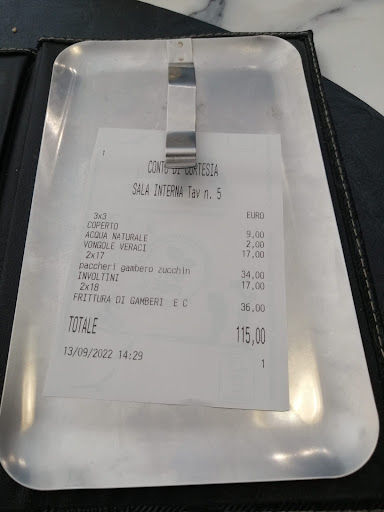 1
CONTO DI CORTESIA
SALA INTERNA Tav n. 5
EURO
3x3
COPERTO 9,00
ACQUA NATURALE 2,00
VONGOLE VERACI 17,00
2x17
paccheri gambero zucchin 34,00
INVOLTINI 17,00
2x18
FRITTURA DI GAMBERI E C 36,00
TOTALE 115,00
13/09/2022 14:29
1